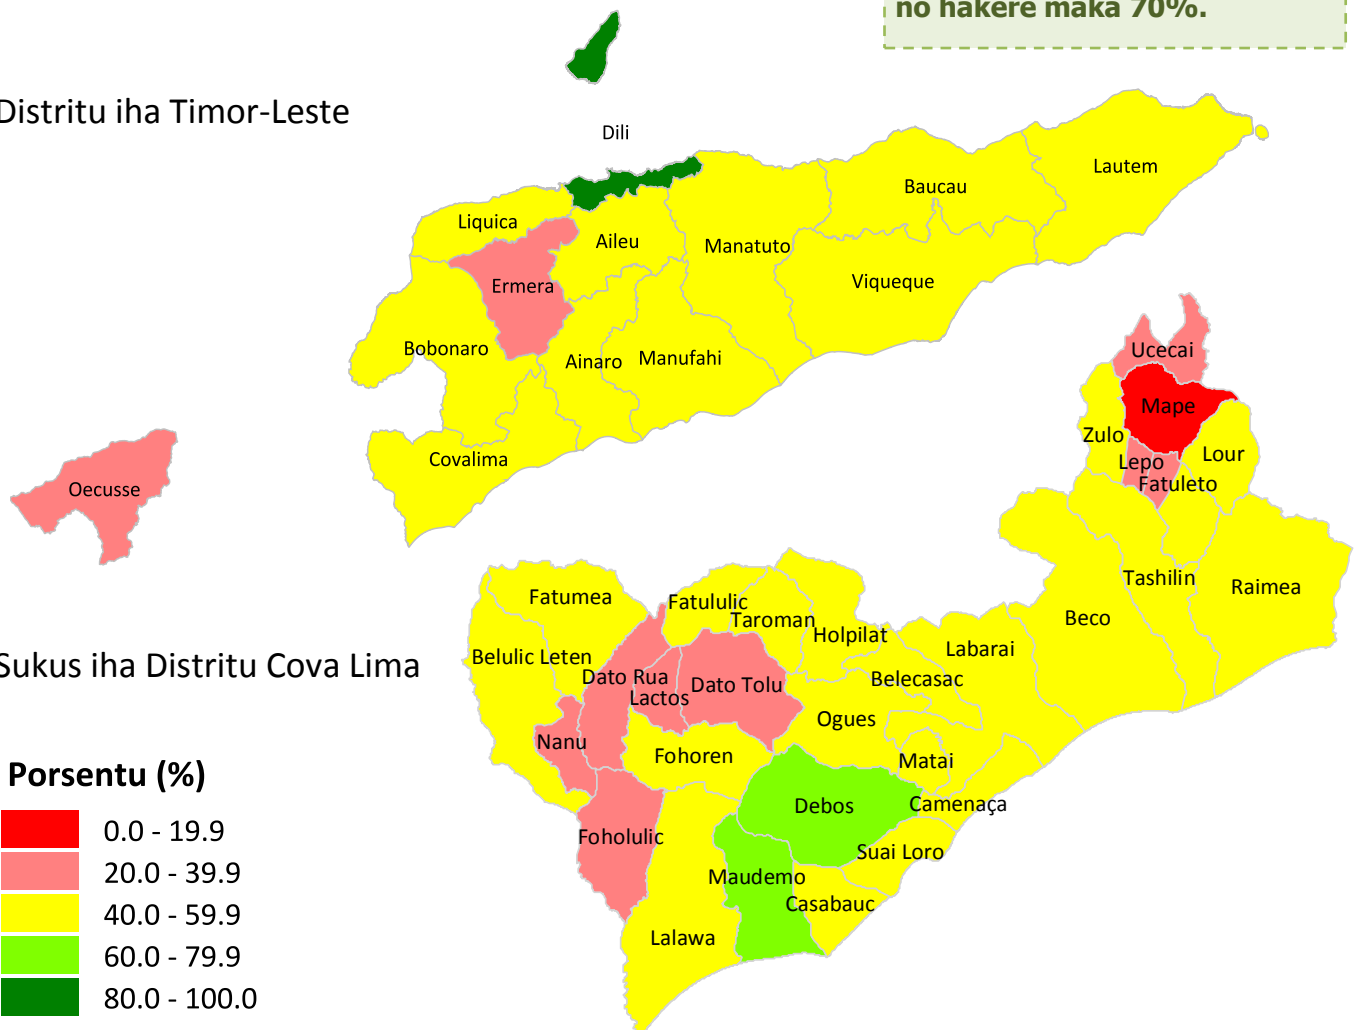 no hakerе maka 70%.
Distritu iha Timor-Leste
Dili
Lautem
Baucau
Liquica
Aileu
Manatuto
Viqueque
Ermera
Bobonaro
Ainaro
Manufahi
Covalima
Oecusse
Ucecai
Mape
Zulo
Lour
Lepo
Fatuleto
Tashilin
Raimea
Beco
Fatumea
Fatululic
Taroman
Holpilat
Labarai
Belulic Leten
Dato Rua
Lactos
Dato Tolu
Belecasac
Ogues
Nanu
Fohoren
Matai
Debos
Camenaça
Foholulic
Suai Loro
Maudemo
Casabauc
Lalawa
Sukus iha Distritu Cova Lima
Porsentu (%)
0.0 - 19.9
20.0 - 39.9
40.0 - 59.9
60.0 - 79.9
80.0 - 100.0